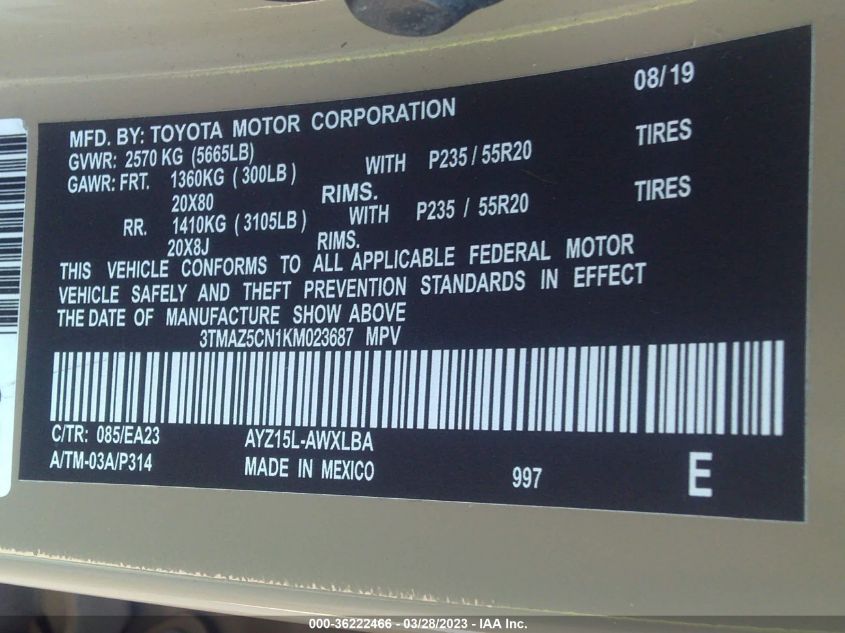 08/19
MFD. BY: TOYOTA MOTOR CORPORATION
GVWR: 2570 KG (5665LB)
GAWR: FRT. 1360KG ( 300LB ) WITH P235 / 55R20 TIRES
20X80 RIMS.
RR. 1410KG ( 3105LB ) WITH P235 / 55R20 TIRES
20X8J RIMS.
THIS VEHICLE CONFORMS TO ALL APPLICABLE FEDERAL MOTOR
VEHICLE SAFELY AND THEFT PREVENTION STANDARDS IN EFFECT
THE DATE OF MANUFACTURE SHOW ABOVE
3TMAZ5CN1KM023687 MPV
C/TR: 085/EA23 AYZ15L-AWXLBA
A/TM-03A/P314 MADE IN MEXICO 997 E
000-36222466 - 03/28/2023 - IAA Inc.